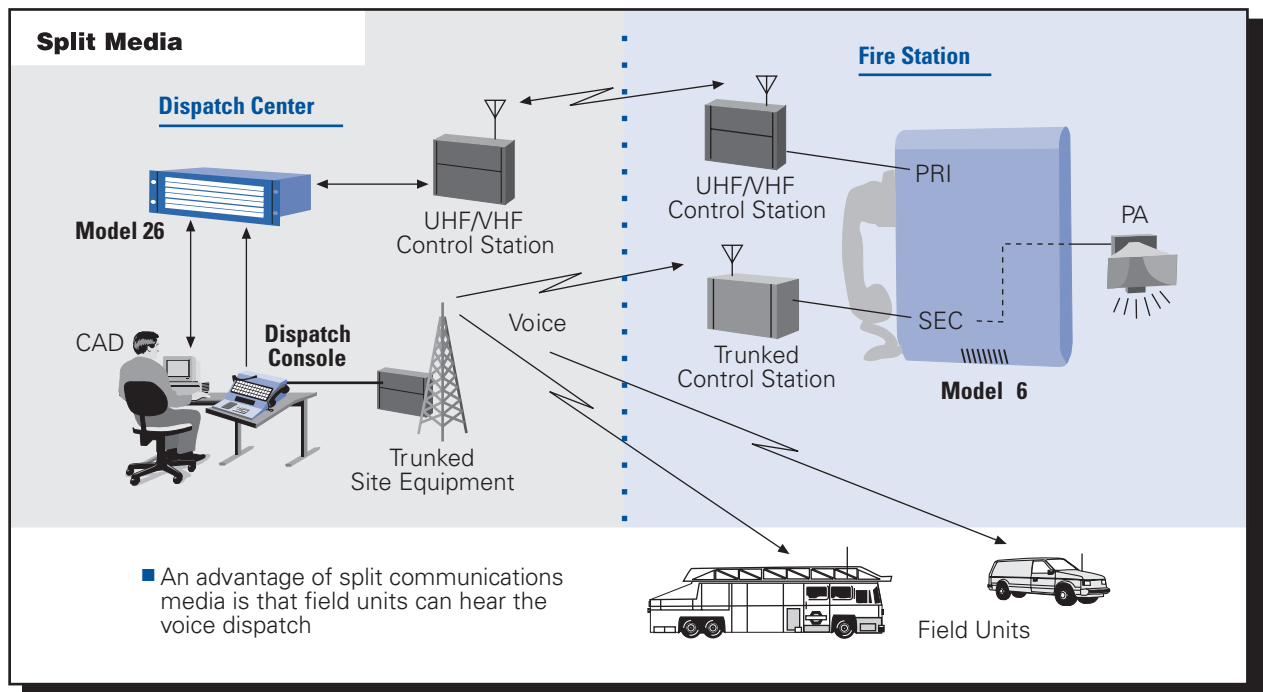 Split Media
Dispatch Center
Fire Station
UHF/VHF
Control Station
Model 26
UHF/VHF
Control Station
PRI
PA
CAD
Dispatch
Console
Voice
Trunked
Control Station
SEC
Model 6
Trunked
Site Equipment
An advantage of split communications
media is that field units can hear the
voice dispatch
Field Units